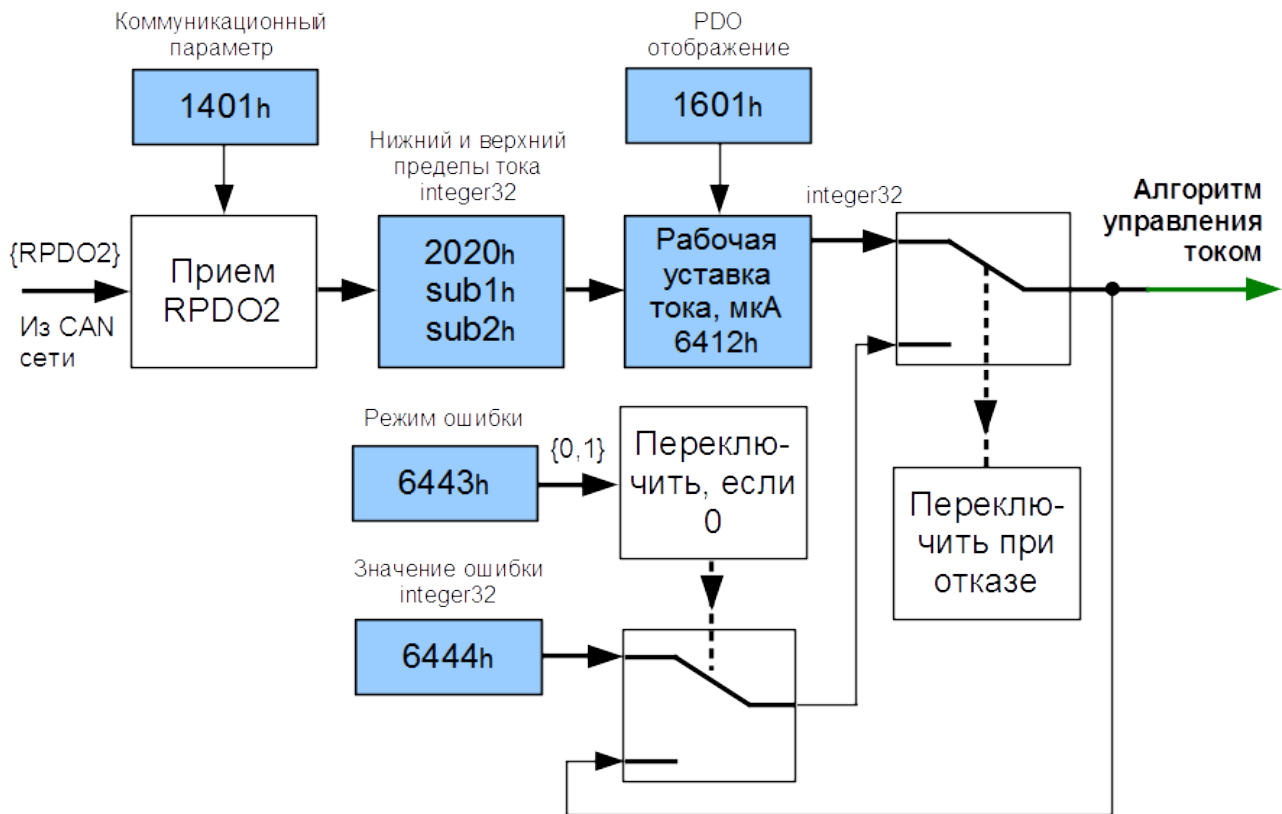 Коммуникационный
параметр
1401h
PDO
отображение
1601h
Нижний и верхний
пределы тока
integer32
integer32
Алгоритм
управления
током
{RPDO2}
Из CAN
сети
Прием
RPDO2
2020h
sub1h
sub2h
Рабочая
уставка
тока, мкА
6412h
Режим ошибки
6443h
{0,1}
Переклю-
чить, если
0
Переклю-
чить при
отказе
Значение ошибки
integer32
6444h